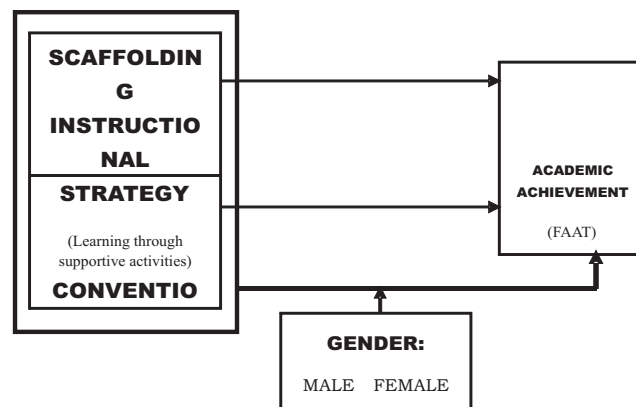 SCAFFOLDIN
G
INSTRUCTIO
NAL
STRATEGY
(Learning through
supportive activities)
CONVENTIO
ACADEMIC
ACHIEVEMENT
(FAAT)
GENDER:
MALE FEMALE